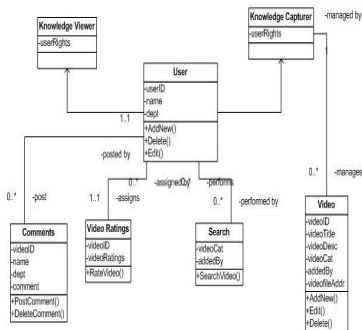 Knowledge Viewer
-userRights
Knowledge Capturer
-userRights
-managed by
1
User
-userID
-name
-dept
+AddNew()
+Delete()
+Edit()
1..1
-posted by
0..*
-post
1..1
-assigns
0..*
-assigned by
-performs
0..*
-performed by
0..*
-manages
Comments
-videoID
-name
-dept
-comment
+PostComment()
+DeleteComment()
Video Ratings
-videoID
-videoRatings
+RateVideo()
Search
-videoCat
-addedBy
+SearchVideo()
Video
-videoID
-videoTitle
-videoDesc
-videoCat
-addedBy
-videofileAddr
+AddNew()
+Edit()
+Delete()